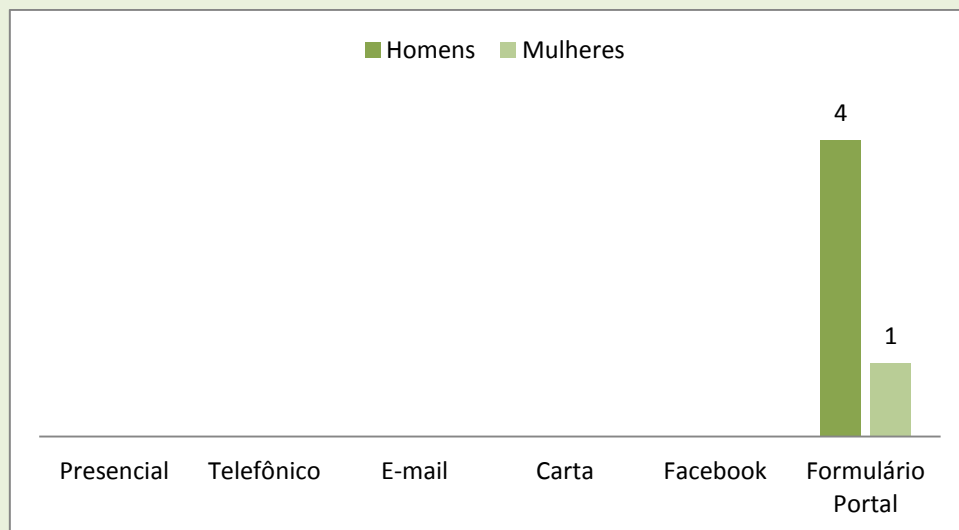 Homens Mulheres
4
1
Presencial Telefônico E-mail Carta Facebook Formulário
Portal